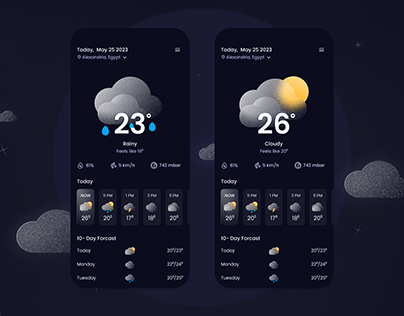 Today, May 25 2023
Alexandria, Egypt
23°
Rainy
Feels like 19°
61%
5 km/h
742 mbar
Today
NOW
11 PM
1 PM
3 PM
5 PM
26°
20°
17°
18°
20°
10- Day Forcast
Today
20°/23°
Monday
22°/24°
Tuesday
20°/25°
Today, May 25 2023
Alexandria, Egypt
26°
Cloudy
Feels like 20°
61%
5 km/h
742 mbar
Today
NOW
11 PM
1 PM
3 PM
5 PM
26°
20°
17°
18°
20°
10- Day Forcast
Today
20°/23°
Monday
22°/24°
Tuesday
20°/25°